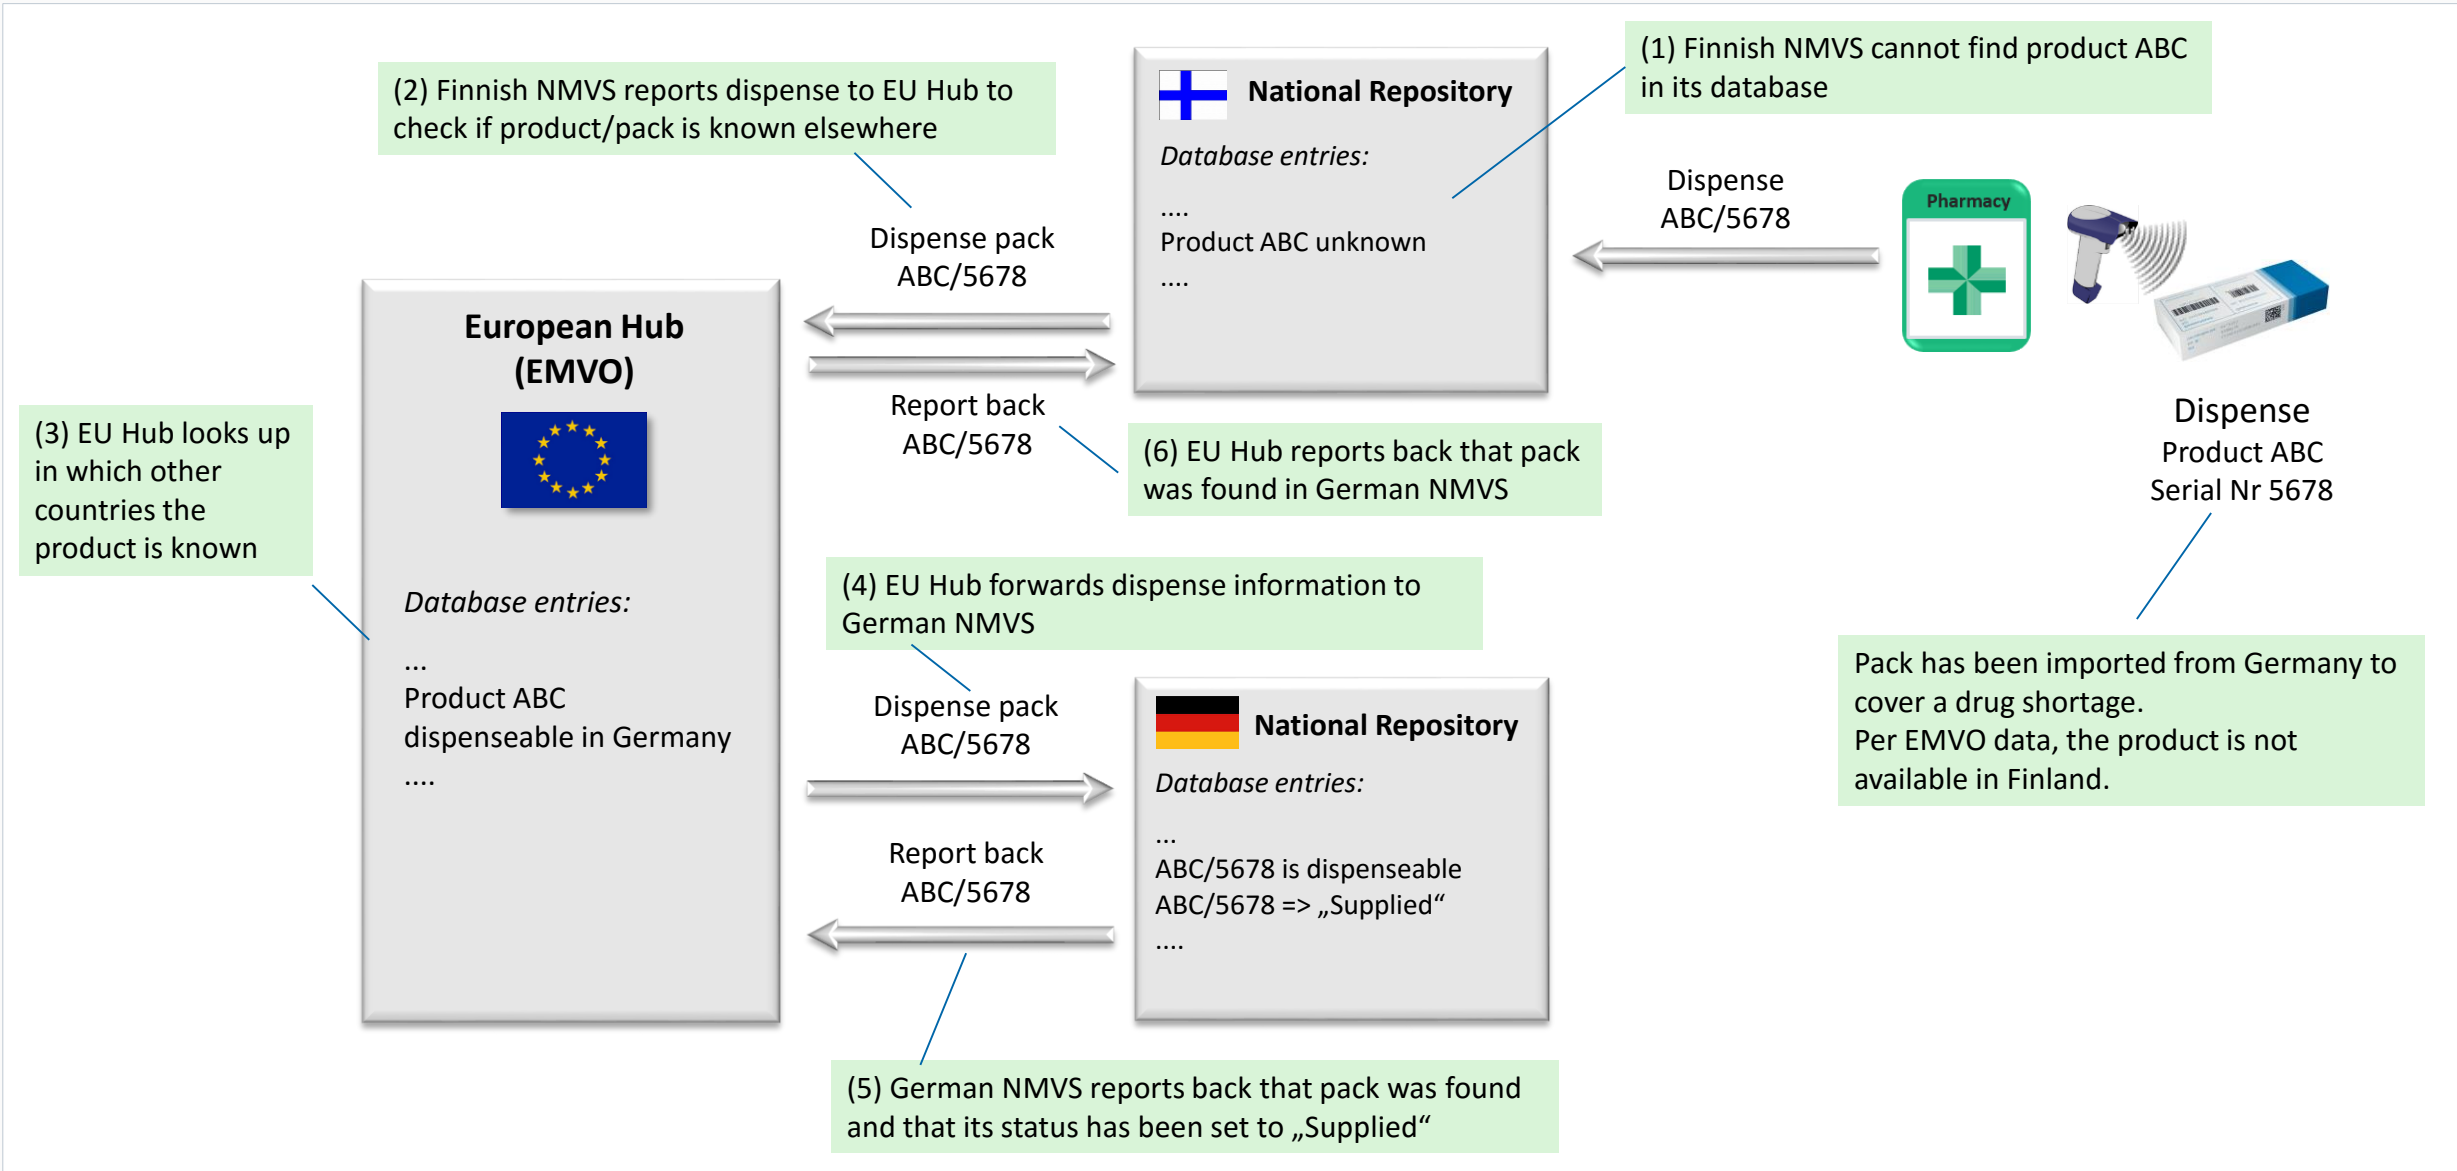 (1) Finnish NMVS cannot find product ABC
in its database
(2) Finnish NMVS reports dispense to EU Hub to
check if product/pack is known elsewhere
National Repository
Database entries:
....
Product ABC unknown
....
Dispense
ABC/5678
Pharmacy
Dispense
Product ABC
Serial Nr 5678
Pack has been imported from Germany to
cover a drug shortage.
Per EMVO data, the product is not
available in Finland.
Dispense pack
ABC/5678
Report back
ABC/5678
(6) EU Hub reports back that pack
was found in German NMVS
European Hub
(EMVO)
Database entries:
...
Product ABC
dispenseable in Germany
....
(3) EU Hub looks up
in which other
countries the
product is known
(4) EU Hub forwards dispense information to
German NMVS
Dispense pack
ABC/5678
Report back
ABC/5678
National Repository
Database entries:
...
ABC/5678 is dispenseable
ABC/5678 => „Supplied“
....
(5) German NMVS reports back that pack was found
and that its status has been set to „Supplied“